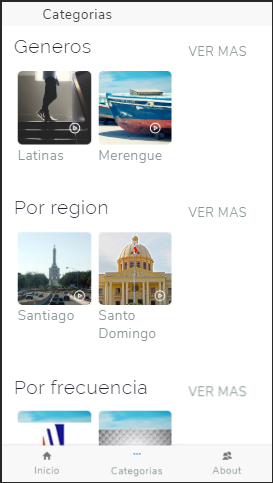 Categorias
Generos
VER MAS
Latinas
Merengue
Por region
VER MAS
Santiago
Santo
Domingo
Por frecuencia
VER MAS
Inicio
Categorias
About